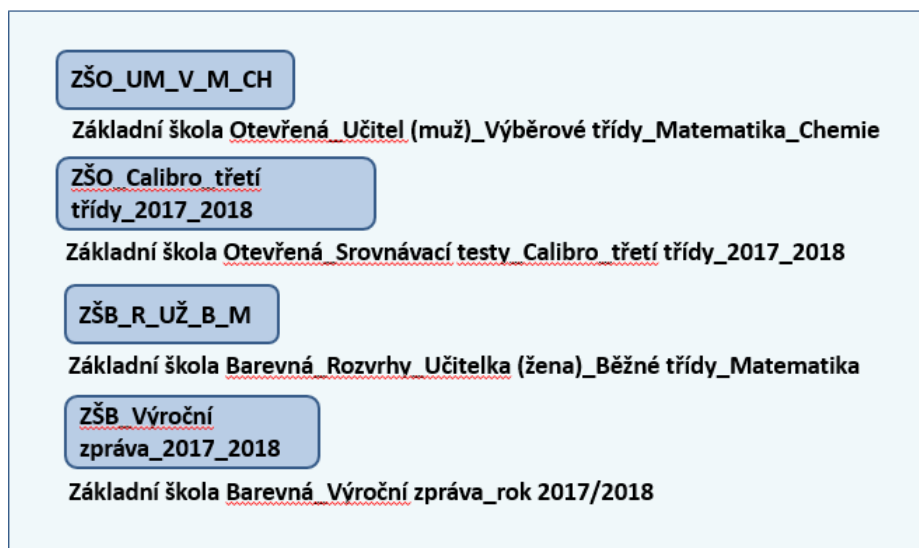 ZŠO_UM_V_M_CH
Základní škola Otevřená_Učitel (muž)_Výběrové třídy_Matematika_Chemie
ZŠO_Calibro_třetí
třídy_2017_2018
Základní škola Otevřená_Srovnávací testy_Calibro_třetí třídy_2017_2018
ZŠB_R_UŽ_B_M
Základní škola Barevná_Rozvrhy_Učitelka (žena)_Běžné třídy_Matematika
ZŠB_Výroční
zpráva_2017_2018
Základní škola Barevná_Výroční zpráva_rok 2017/2018